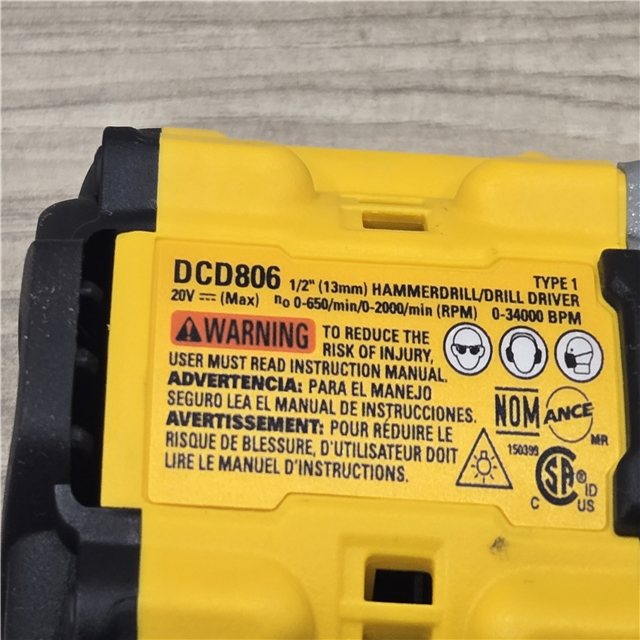 DCD806 1/2" (13mm) HAMMERDRILL/DRILL DRIVER TYPE 1
20V ⎓ (Max) n₀ 0-650/min/0-2000/min (RPM) 0-34000 BPM
WARNING TO REDUCE THE
RISK OF INJURY,
USER MUST READ INSTRUCTION MANUAL.
ADVERTENCIA: PARA EL MANEJO
SEGURO LEA EL MANUAL DE INSTRUCCIONES.
AVERTISSEMENT: POUR RÉDUIRE LE
RISQUE DE BLESSURE, D'UTILISATEUR DOIT
LIRE LE MANUEL D'INSTRUCTIONS.
NOM ANCE
MR
150399
C SA ® ID
C US